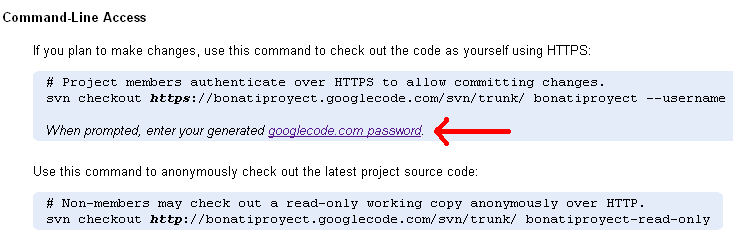 Command-Line Access
If you plan to make changes, use this command to check out the code as yourself using HTTPS:
# Project members authenticate over HTTPS to allow committing changes.
svn checkout https://bonatiproyect.googlecode.com/svn/trunk/ bonatiproyect --username
When prompted, enter your generated googlecode.com password.
Use this command to anonymously check out the latest project source code:
# Non-members may check out a read-only working copy anonymously over HTTP.
svn checkout http://bonatiproyect.googlecode.com/svn/trunk/ bonatiproyect-read-only